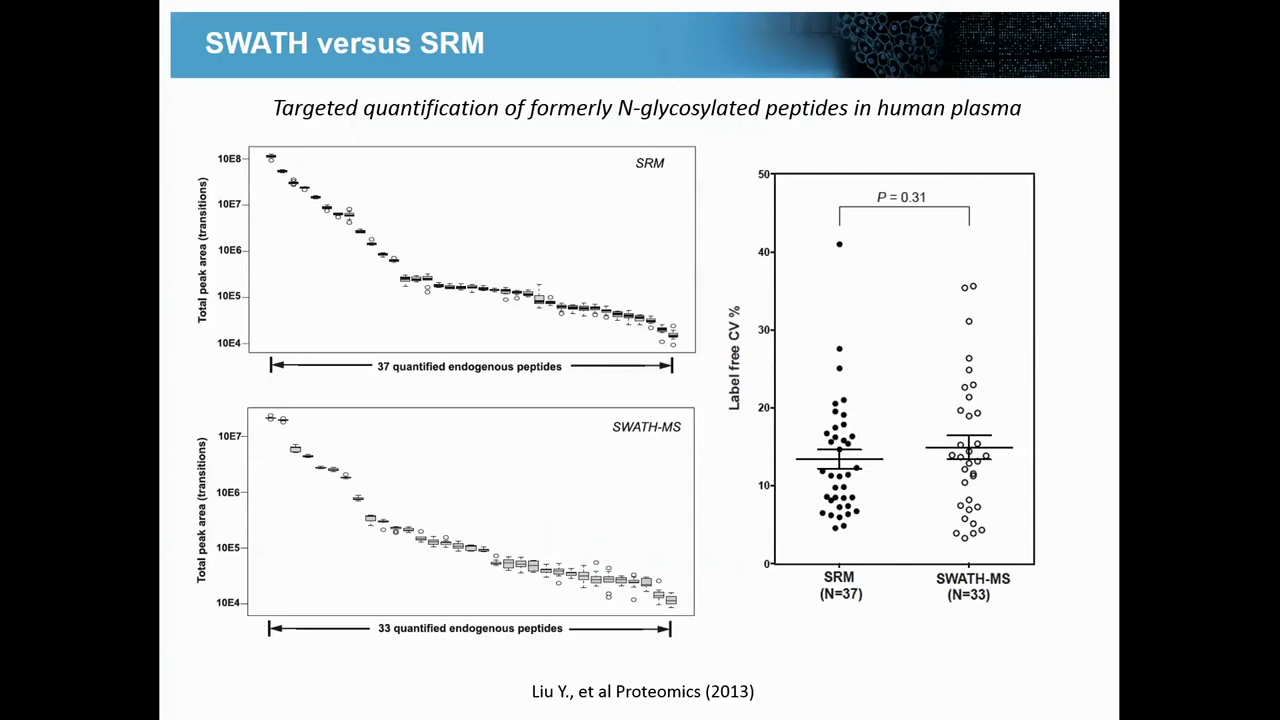 SWATH versus SRM
Targeted quantification of formerly N-glycosylated peptides in human plasma
SRM
Total peak area (transitions)
10E8
10E7
10E6
10E5
10E4
37 quantified endogenous peptides
SWATH-MS
Total peak area (transitions)
10E7
10E6
10E5
10E4
33 quantified endogenous peptides
P = 0.31
Label free CV %
50
40
30
20
10
0
SRM
(N=37)
SWATH-MS
(N=33)
Liu Y., et al Proteomics (2013)